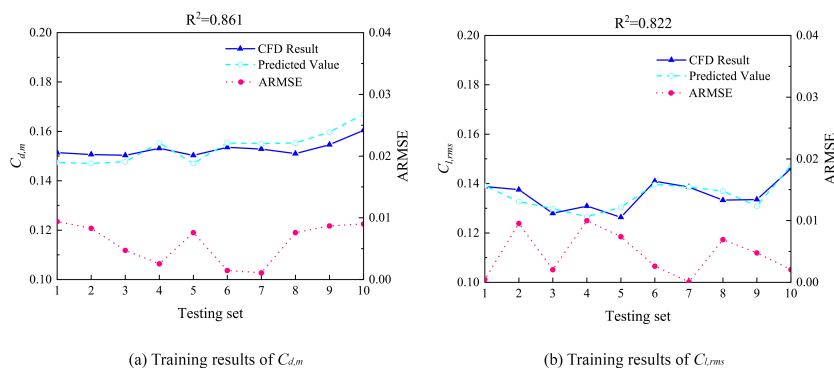 R²=0.861
0.20
0.18
0.16
0.14
0.12
0.10
C_{d,m}
0.04
0.03
0.02
0.01
0.00
ARMSE
CFD Result
Predicted Value
ARMSE
1 2 3 4 5 6 7 8 9 10
Testing set
(a) Training results of C_{d,m}
R²=0.822
0.20
0.18
0.16
0.14
0.12
0.10
C_{l,rms}
0.04
0.03
0.02
0.01
0.00
ARMSE
CFD Result
Predicted Value
ARMSE
1 2 3 4 5 6 7 8 9 10
Testing set
(b) Training results of C_{l,rms}